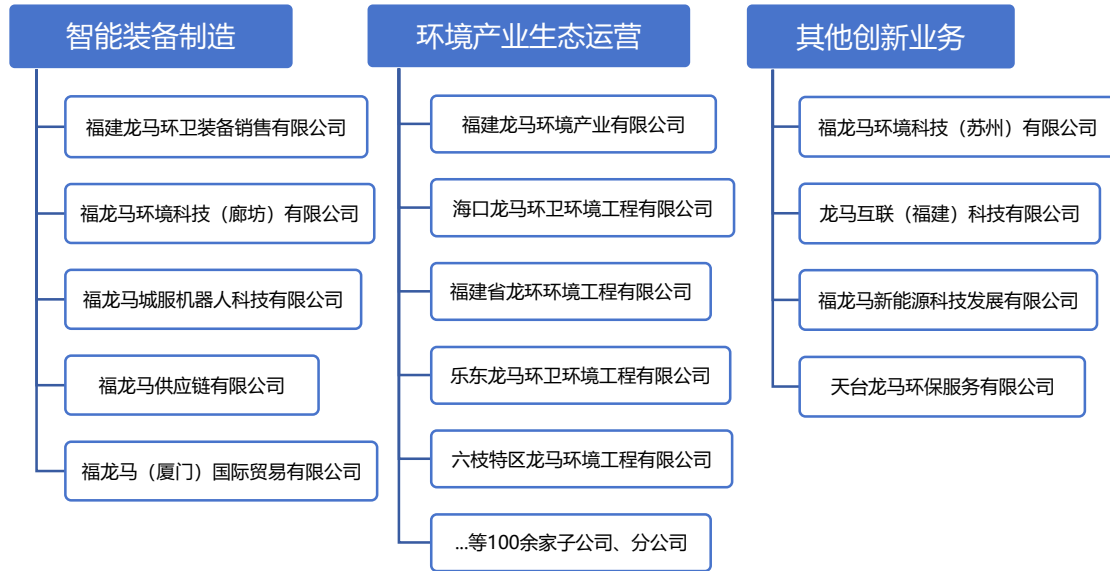 智能装备制造
福建龙马环卫装备销售有限公司
福龙马环境科技（廊坊）有限公司
福龙马城服机器人科技有限公司
福龙马供应链有限公司
福龙马（厦门）国际贸易有限公司
环境产业生态运营
福建龙马环境产业有限公司
海口龙马环卫环境工程有限公司
福建省龙环环境工程有限公司
乐东龙马环卫环境工程有限公司
六枝特区龙马环境工程有限公司
...等100余家子公司、分公司
其他创新业务
福龙马环境科技（苏州）有限公司
龙马互联（福建）科技有限公司
福龙马新能源科技发展有限公司
天台龙马环保服务有限公司